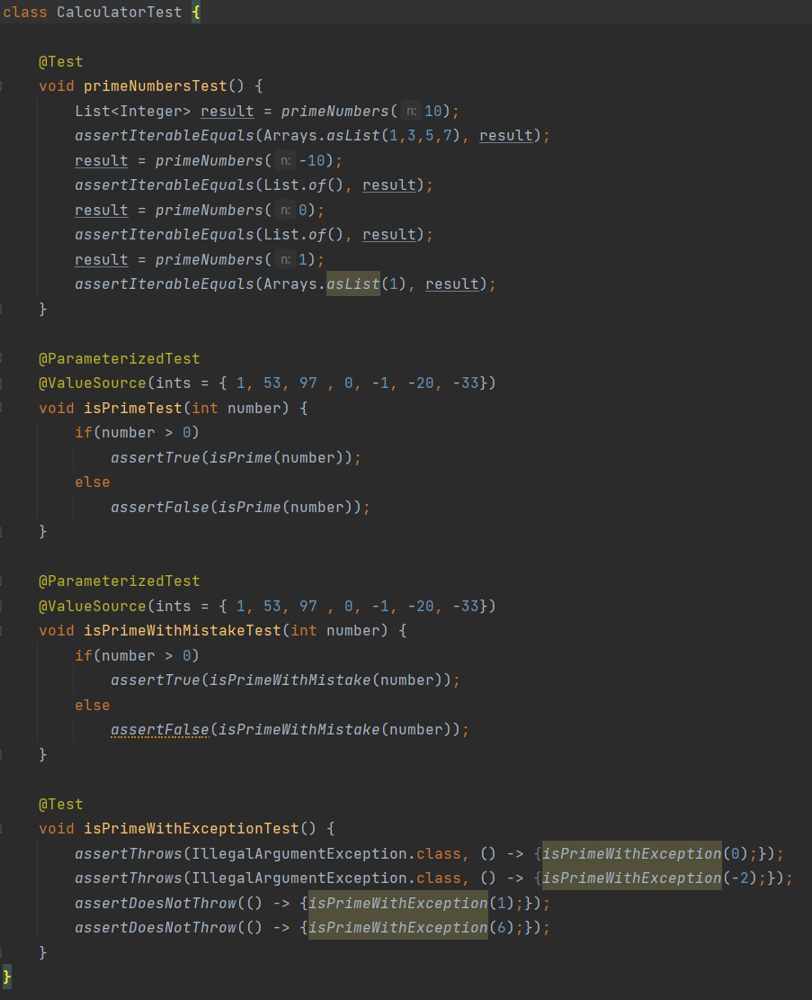 class CalculatorTest {
@Test
void primeNumbersTest() {
List<Integer> result = primeNumbers( n: 10);
assertIterableEquals(Arrays.asList(1,3,5,7), result);
result = primeNumbers( n: -10);
assertIterableEquals(List.of(), result);
result = primeNumbers( n: 0);
assertIterableEquals(List.of(), result);
result = primeNumbers( n: 1);
assertIterableEquals(Arrays.asList(1), result);
}
@ParameterizedTest
@ValueSource(ints = { 1, 53, 97 , 0, -1, -20, -33})
void isPrimeTest(int number) {
if(number > 0)
assertTrue(isPrime(number));
else
assertFalse(isPrime(number));
}
@ParameterizedTest
@ValueSource(ints = { 1, 53, 97 , 0, -1, -20, -33})
void isPrimeWithMistakeTest(int number) {
if(number > 0)
assertTrue(isPrimeWithMistake(number));
else
assertFalse(isPrimeWithMistake(number));
}
@Test
void isPrimeWithExceptionTest() {
assertThrows(IllegalArgumentException.class, () -> {isPrimeWithException(0);});
assertThrows(IllegalArgumentException.class, () -> {isPrimeWithException(-2);});
assertDoesNotThrow(() -> {isPrimeWithException(1);});
assertDoesNotThrow(() -> {isPrimeWithException(6);});
}
}